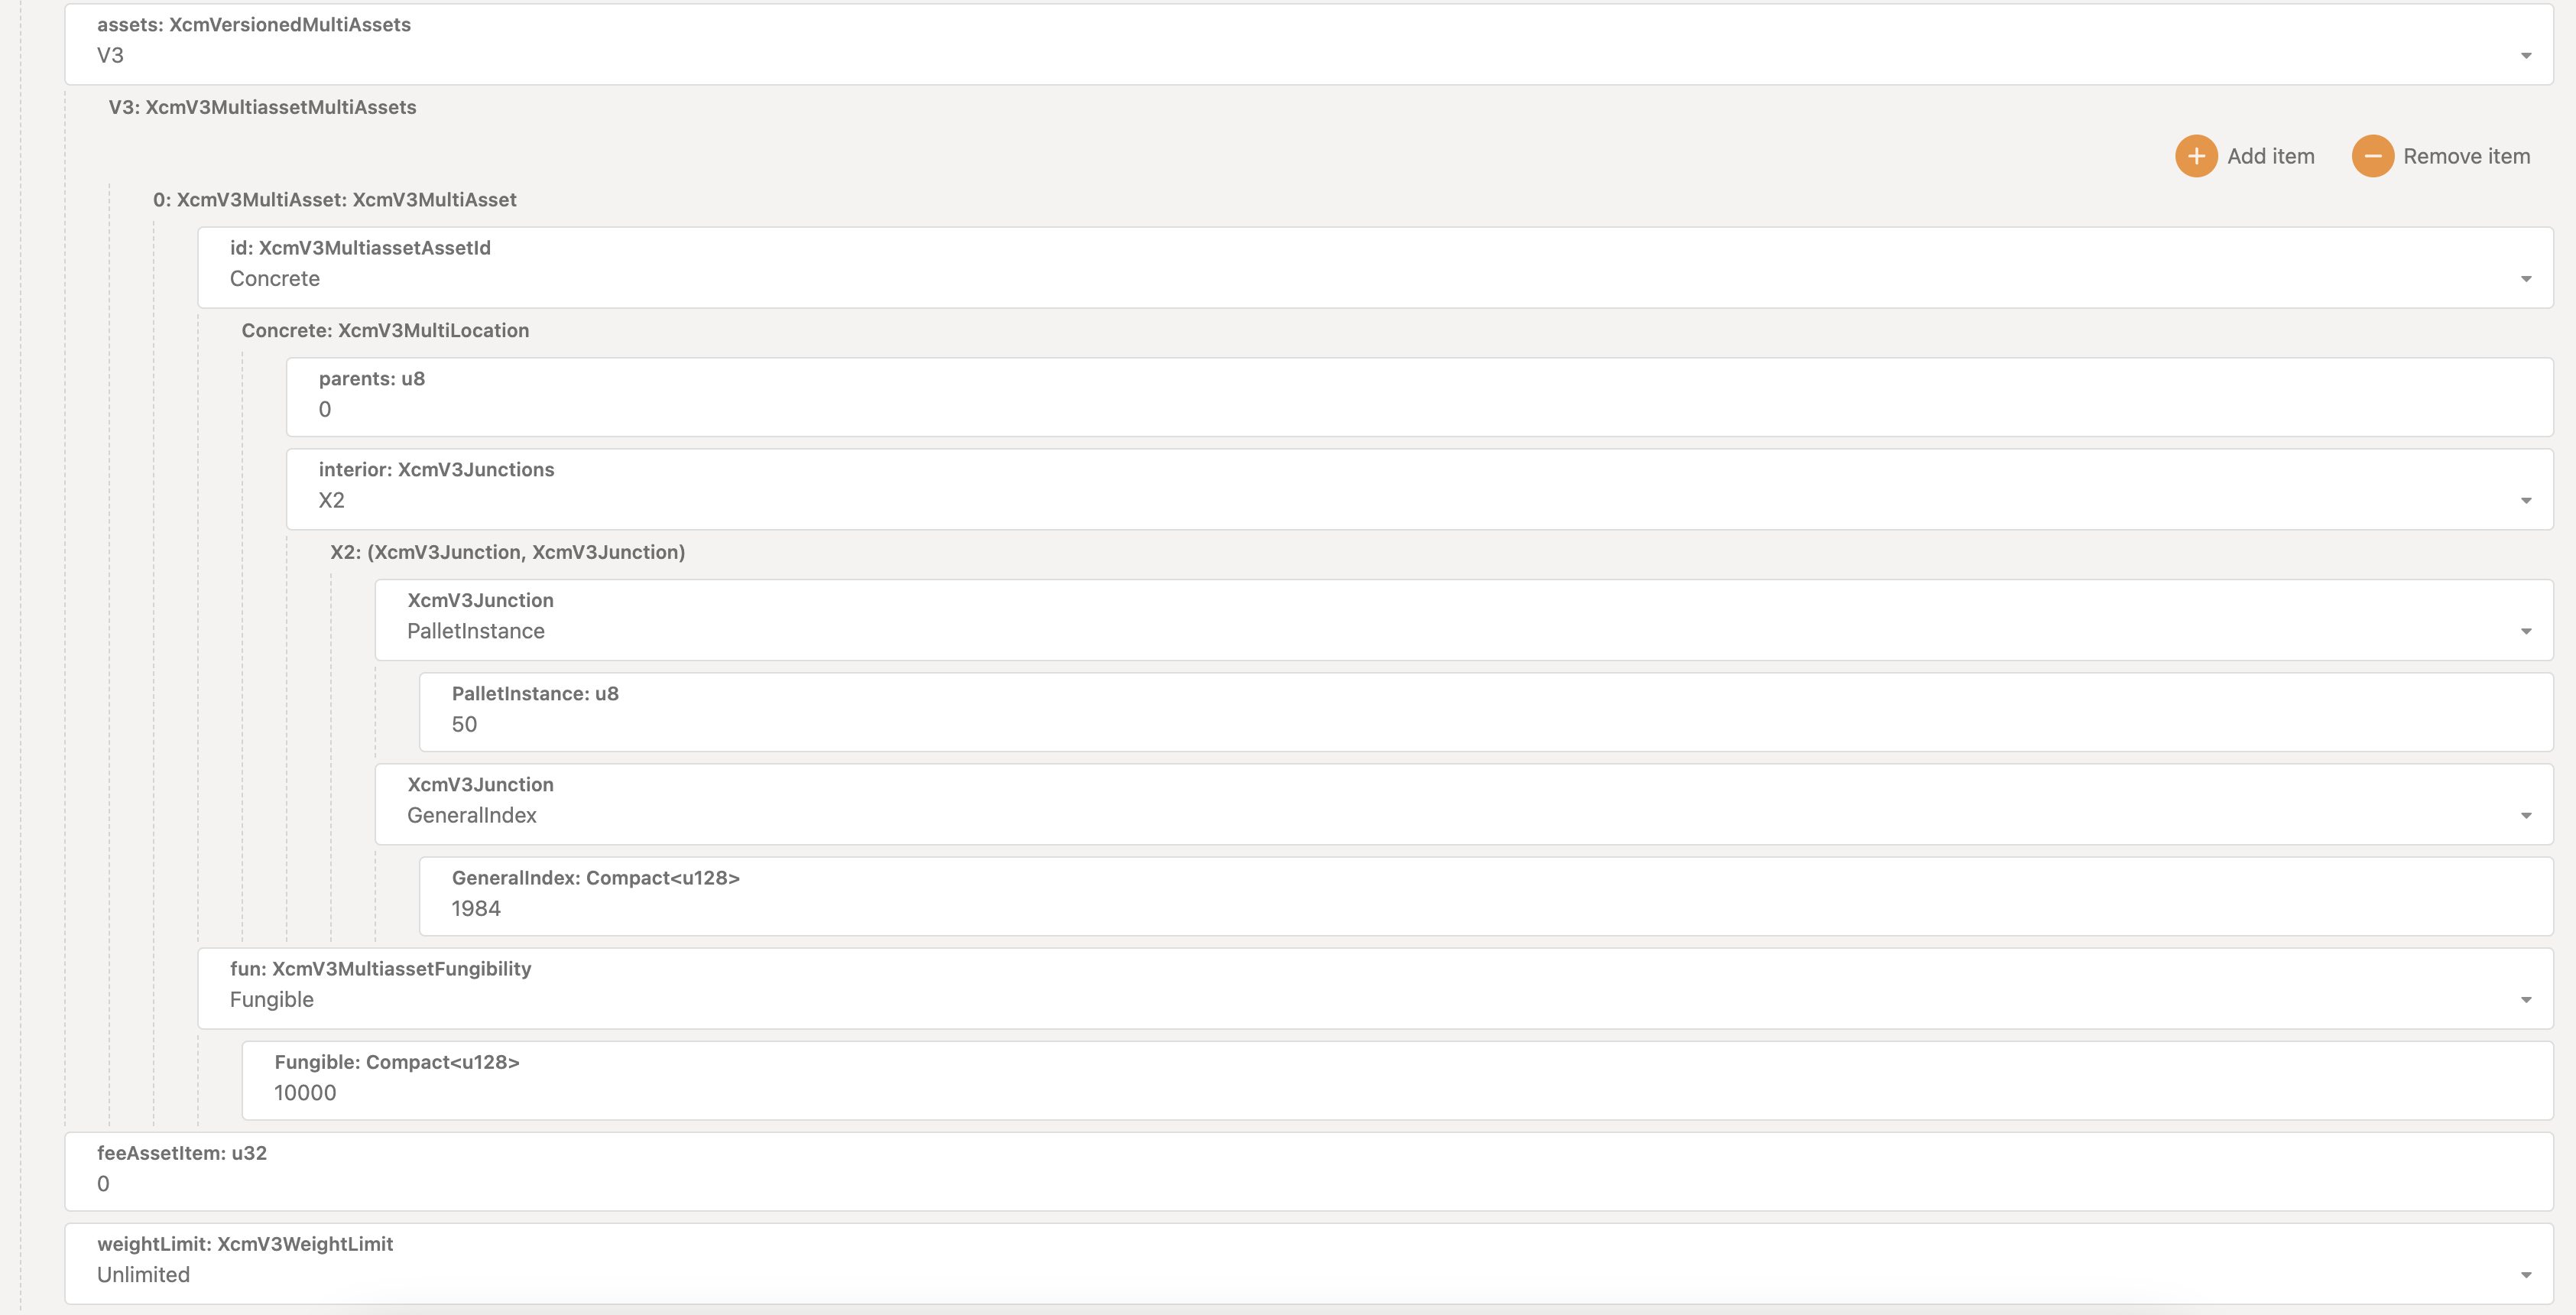 assets: XcmVersionedMultiAssets
V3
V3: XcmV3MultiassetMultiAssets
Add item
Remove item
0: XcmV3MultiAsset: XcmV3MultiAsset
id: XcmV3MultiassetAssetId
Concrete
Concrete: XcmV3MultiLocation
parents: u8
0
interior: XcmV3Junctions
X2
X2: (XcmV3Junction, XcmV3Junction)
XcmV3Junction
PalletInstance
PalletInstance: u8
50
XcmV3Junction
GeneralIndex
GeneralIndex: Compact<u128>
1984
fun: XcmV3MultiassetFungibility
Fungible
Fungible: Compact<u128>
10000
feeAssetItem: u32
0
weightLimit: XcmV3WeightLimit
Unlimited